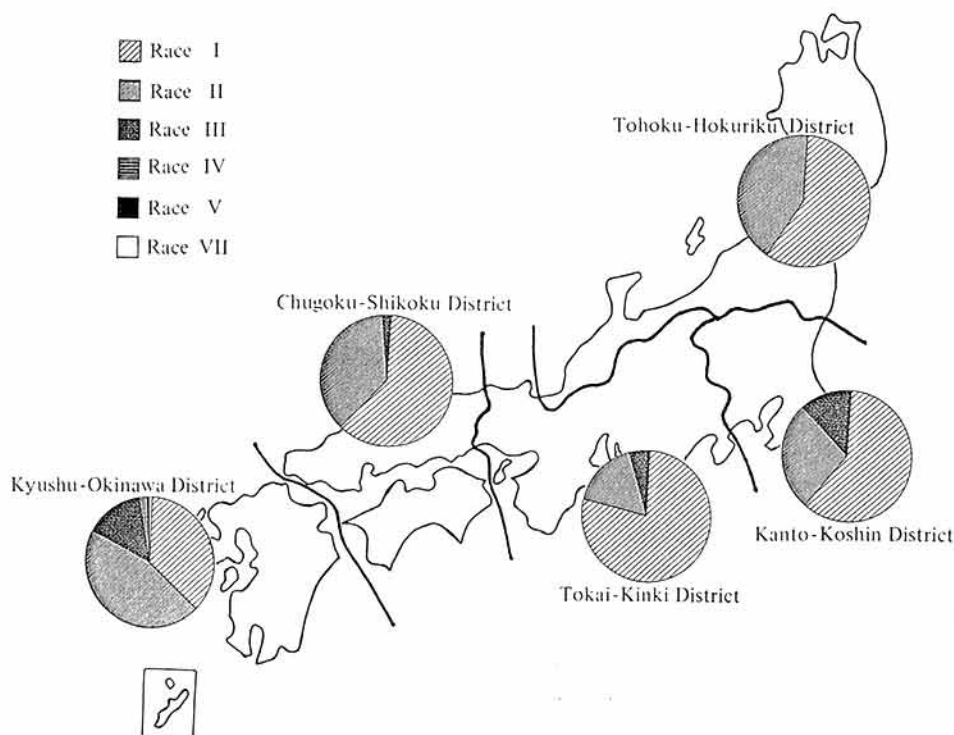 Race I
Race II
Race III
Race IV
Race V
Race VII
Tohoku-Hokuriku District
Chugoku-Shikoku District
Kyushu-Okinawa District
Kanto-Koshin District
Tokai-Kinki District